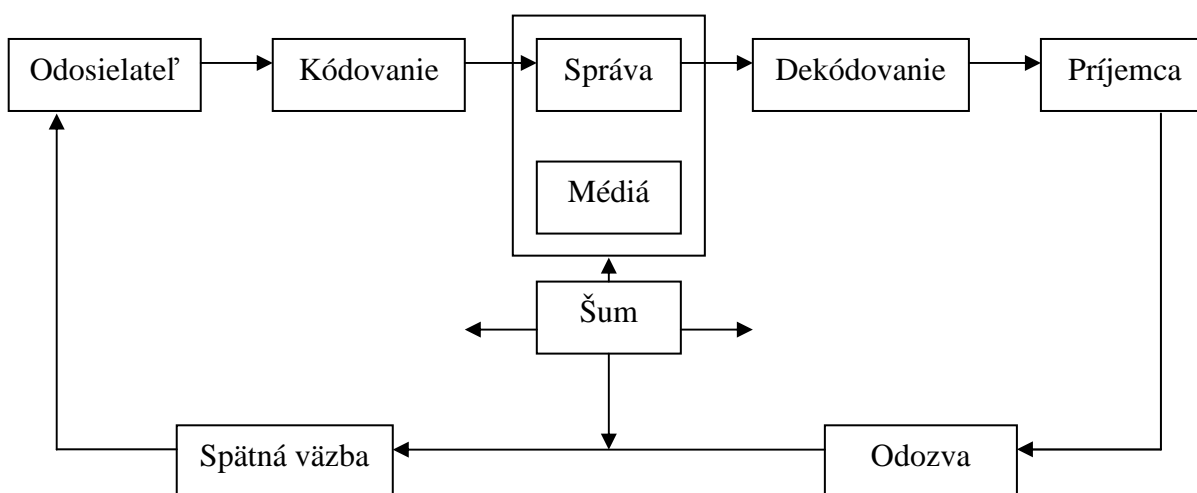 Odosielateľ
Kódovanie
Správa
Dekódovanie
Príjemca
Médiá
Šum
Spätná väzba
Odozva